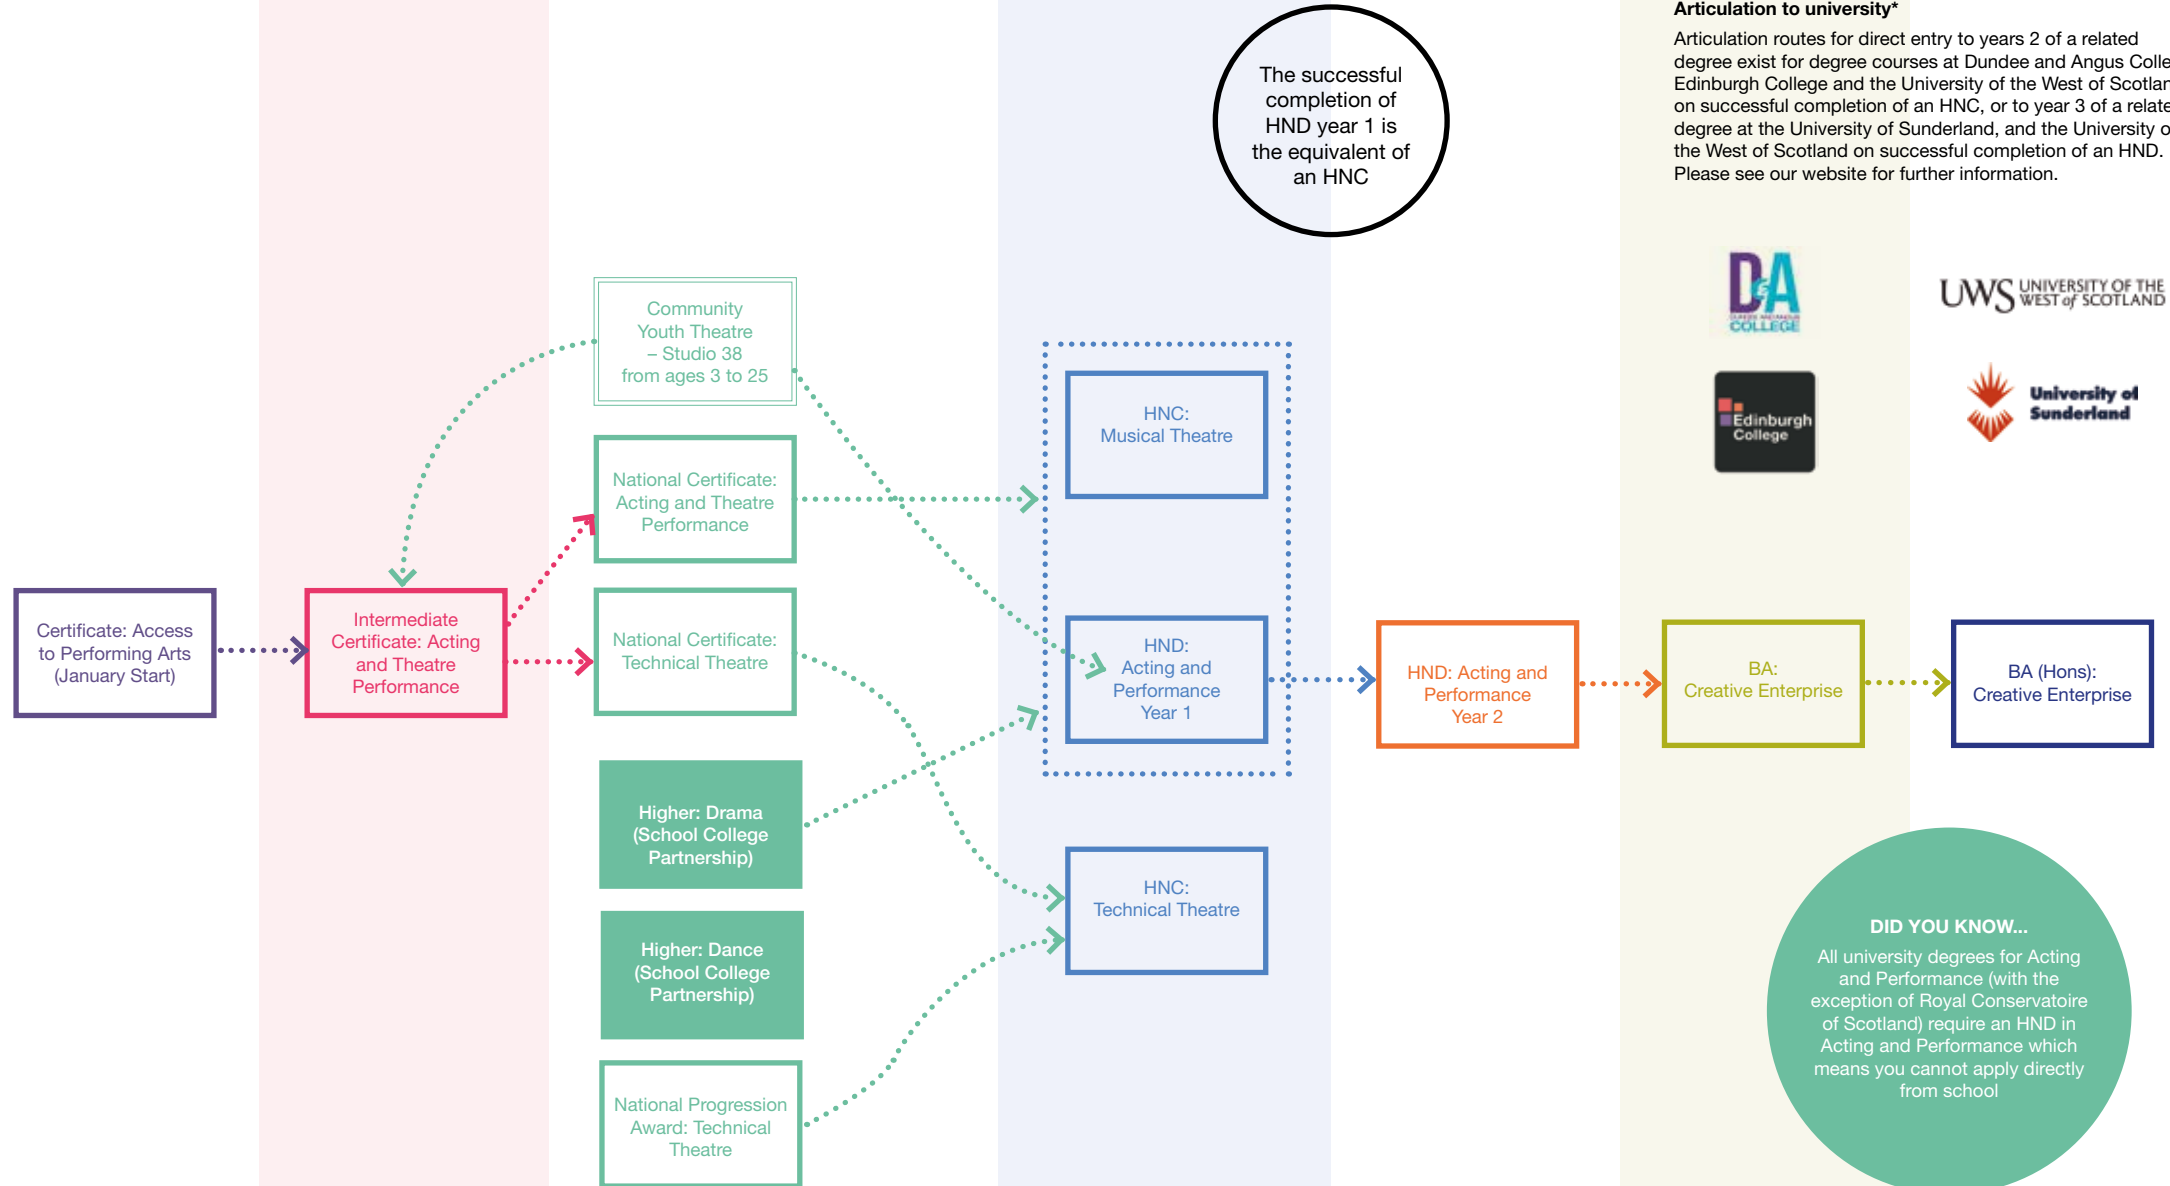 Articulation to university*
Articulation routes for direct entry to years 2 of a related
degree exist for degree courses at Dundee and Angus
Edinburgh College and the University of the West of
on successful completion of an HNC, or to year 3 of a
degree at the University of Sunderland, and the University
the West of Scotland on successful completion of an HND.
Please see our website for further information.
The successful
completion of
HND year 1 is
the equivalent of
an HNC
D&A
COLLEGE
UWS UNIVERSITY OF THE
WEST of SCOTLAND
Edinburgh
College
University of
Sunderland
Community
Youth Theatre
– Studio 38
from ages 3 to 25
National Certificate:
Acting and Theatre
Performance
HNC:
Musical Theatre
Certificate: Access
to Performing Arts
(January Start)
Intermediate
Certificate: Acting
and Theatre
Performance
National Certificate:
Technical Theatre
HND:
Acting and
Performance
Year 1
HND: Acting and
Performance
Year 2
BA:
Creative Enterprise
BA (Hons):
Creative Enterprise
Higher: Drama
(School College
Partnership)
HNC:
Technical Theatre
Higher: Dance
(School College
Partnership)
National Progression
Award: Technical
Theatre
DID YOU KNOW...
All university degrees for Acting
and Performance (with the
exception of Royal Conservatoire
of Scotland) require an HND in
Acting and Performance which
means you cannot apply directly
from school